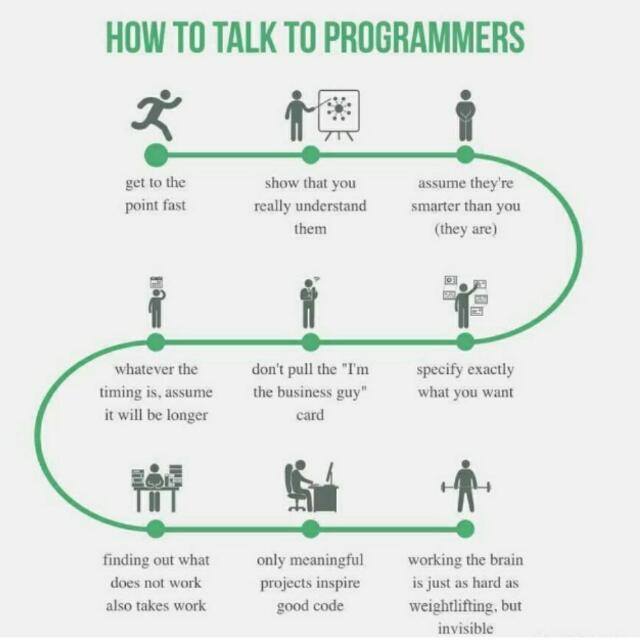 HOW TO TALK TO PROGRAMMERS
get to the
point fast
show that you
really understand
them
assume they're
smarter than you
(they are)
whatever the
timing is, assume
it will be longer
don't pull the "I'm
the business guy"
card
specify exactly
what you want
finding out what
does not work
also takes work
only meaningful
projects inspire
good code
working the brain
is just as hard as
weightlifting, but
invisible